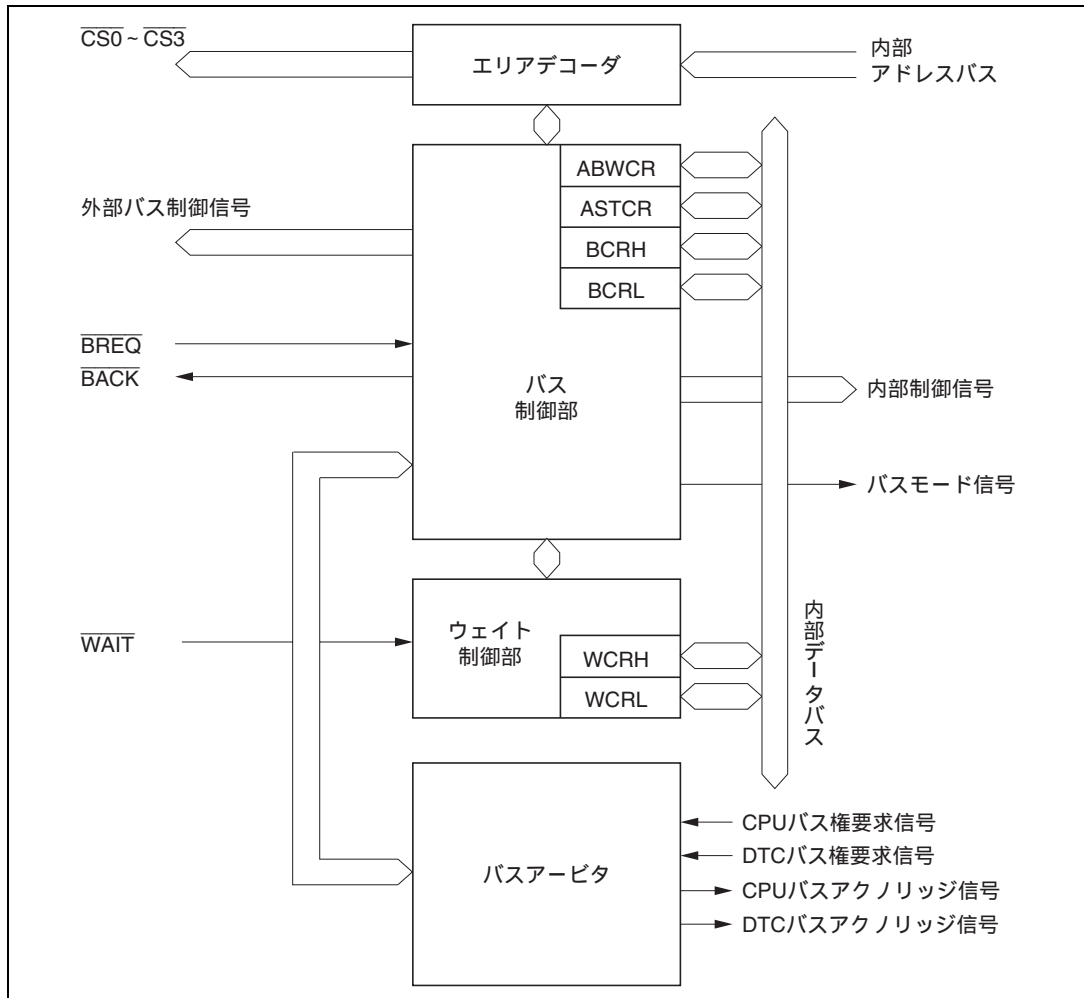 CS0 ~ CS3
エリアデコーダ
内部
アドレスバス
ABWCR
ASTCR
BCRH
BCRL
外部バス制御信号
BREQ
BACK
バス
制御部
内部制御信号
バスモード信号
WAIT
ウェイト
制御部
WCRH
WCRL
内部データバス
バスアービタ
CPUバス権要求信号
DTCバス権要求信号
CPUバスアクノリッジ信号
DTCバスアクノリッジ信号